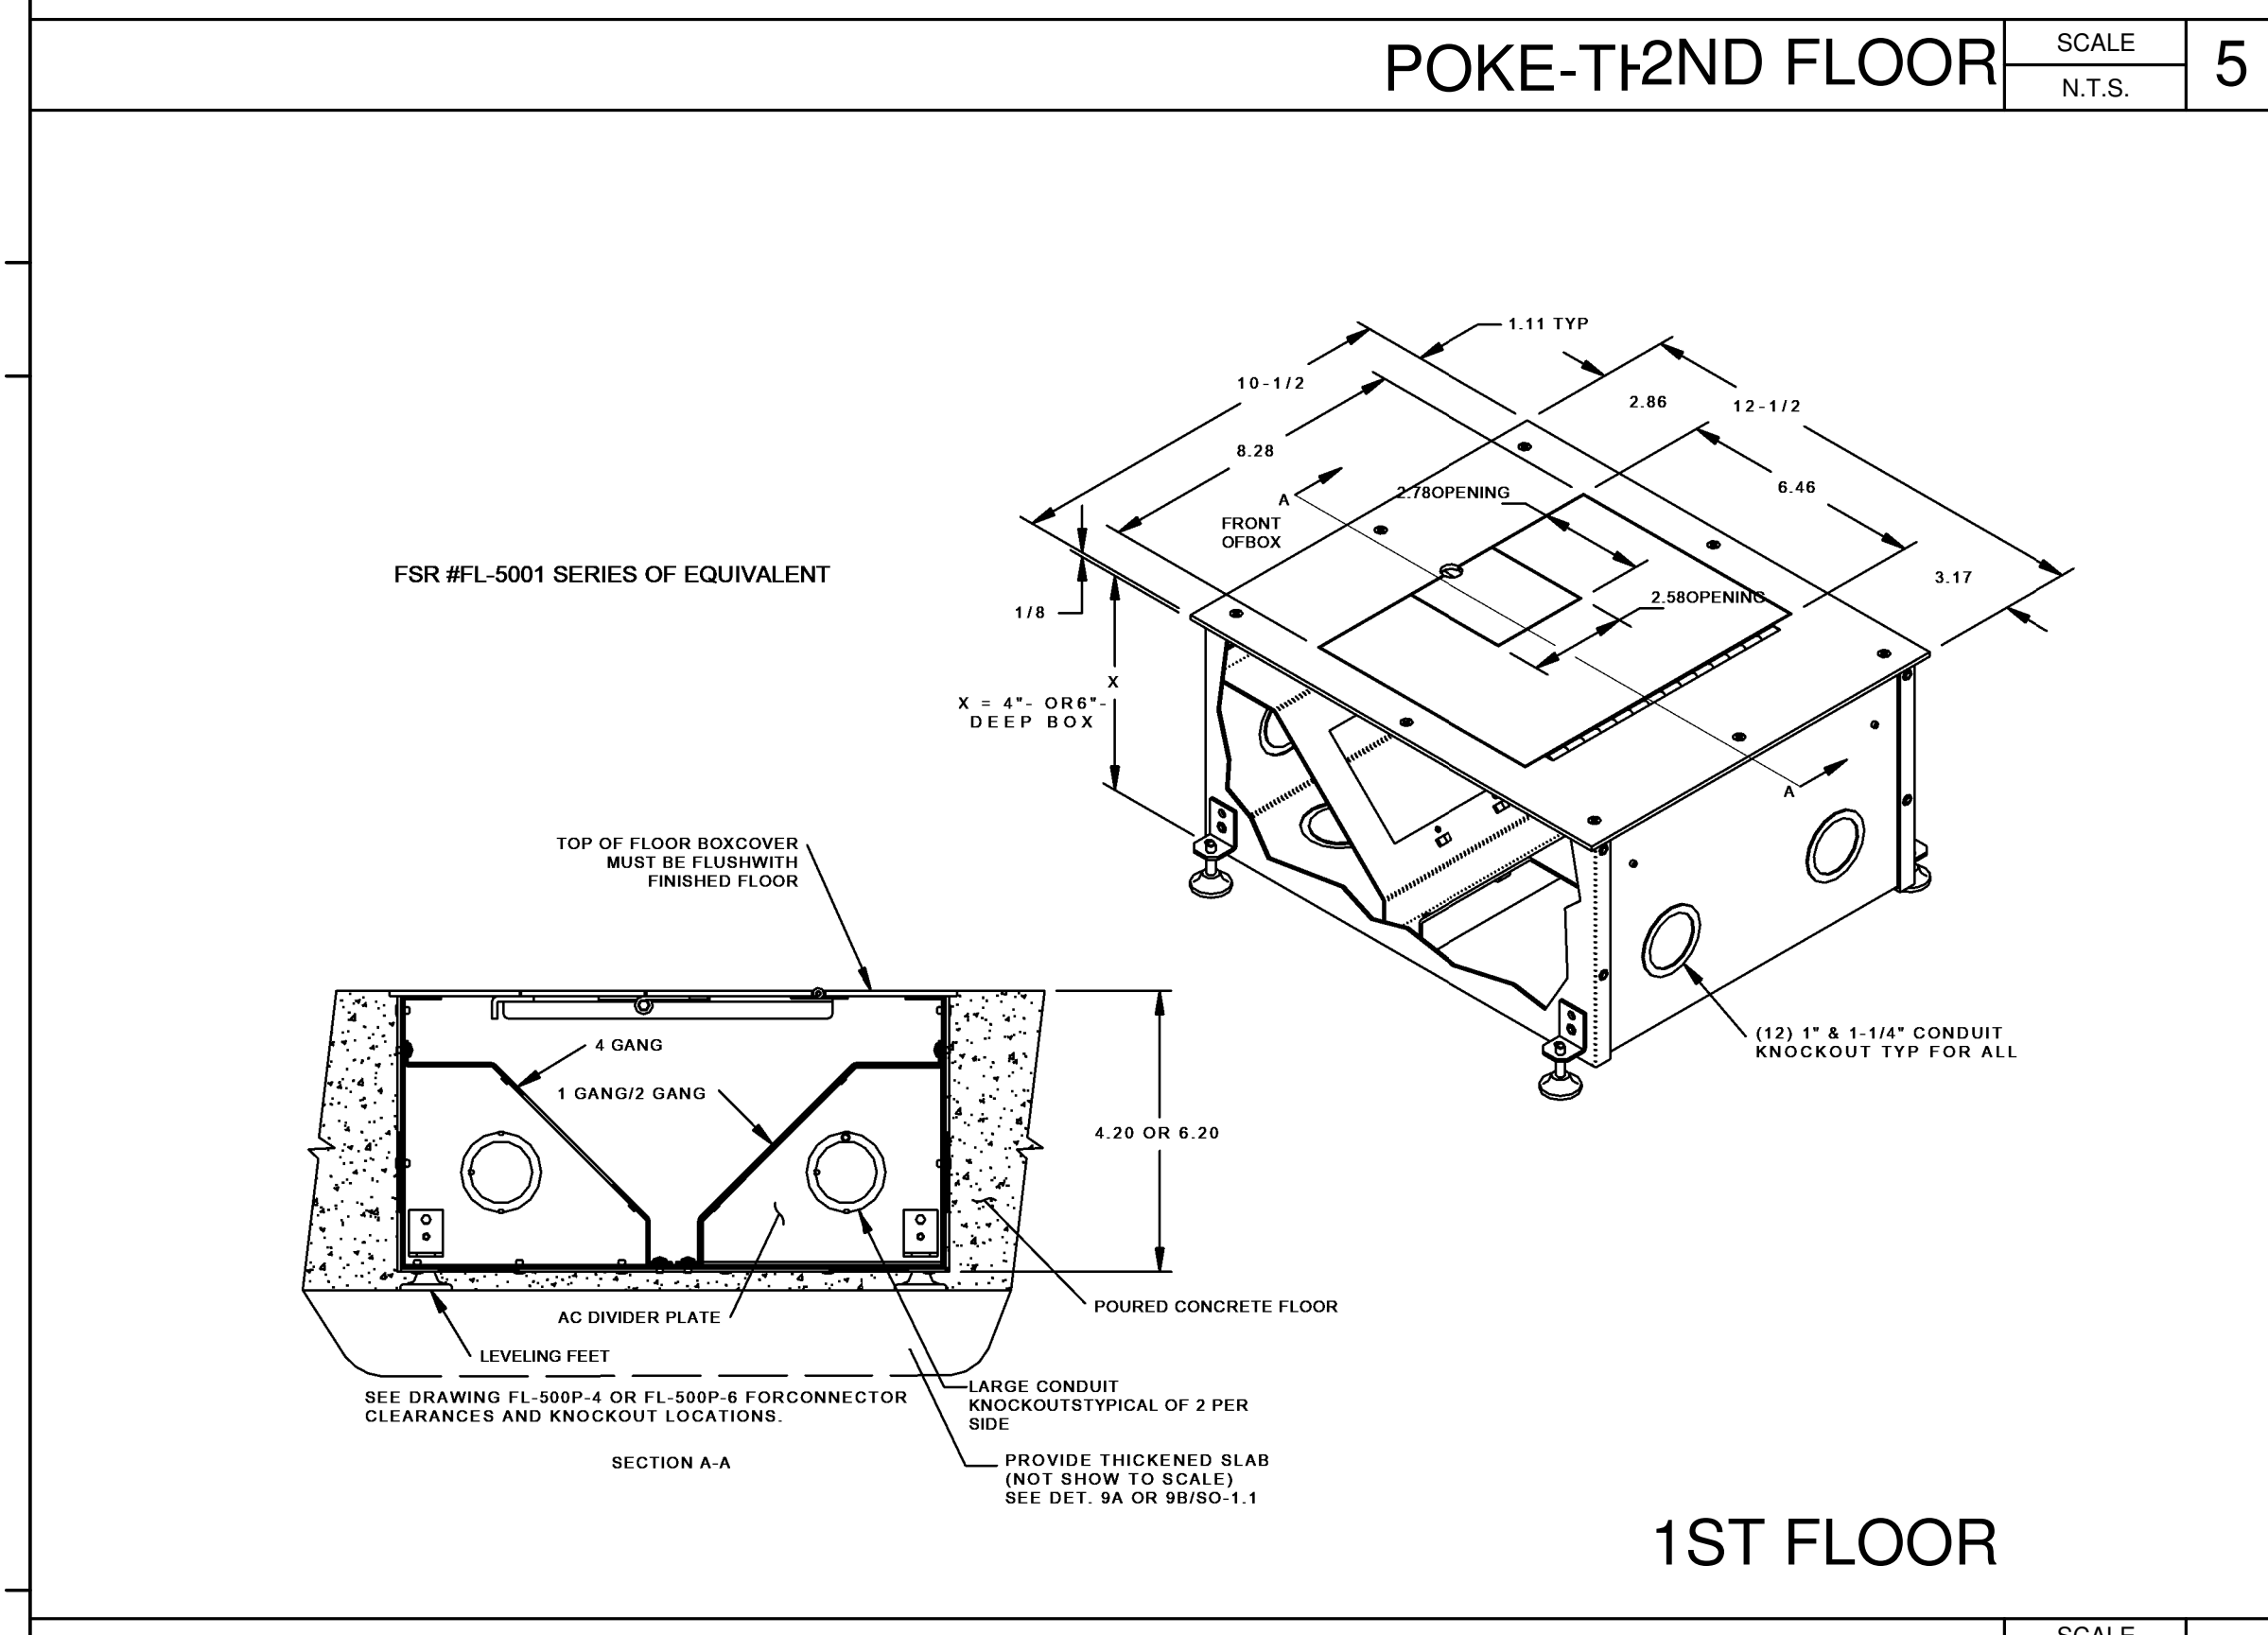 POKE-TH2ND FLOOR
SCALE
N.T.S.
5
1.11 TYP
10-1/2
2.86
12-1/2
8.28
6.46
A
2.78OPENING
FRONT
OFBOX
3.17
FSR #FL-5001 SERIES OF EQUIVALENT
2.58OPENING
1/8
X
X = 4"- OR6"-
DEEP BOX
A
TOP OF FLOOR BOXCOVER
MUST BE FLUSHWITH
FINISHED FLOOR
(12) 1" & 1-1/4" CONDUIT
KNOCKOUT TYP FOR ALL
4 GANG
1 GANG/2 GANG
4.20 OR 6.20
POURED CONCRETE FLOOR
AC DIVIDER PLATE
LEVELING FEET
SEE DRAWING FL-500P-4 OR FL-500P-6 FORCONNECTOR
CLEARANCES AND KNOCKOUT LOCATIONS.
LARGE CONDUIT
KNOCKOUTSTYPICAL OF 2 PER
SIDE
SECTION A-A
PROVIDE THICKENED SLAB
(NOT SHOW TO SCALE)
SEE DET. 9A OR 9B/SO-1.1
1ST FLOOR
SCALE